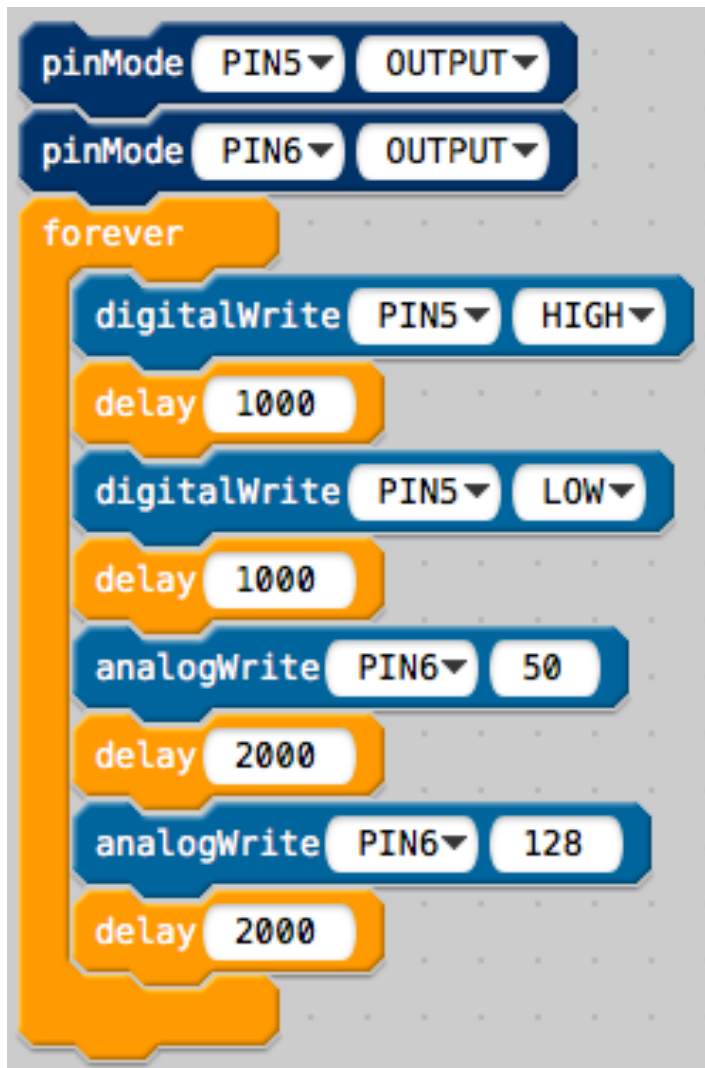 pinMode PIN5 OUTPUT
pinMode PIN6 OUTPUT
forever
digitalWrite PIN5 HIGH
delay 1000
digitalWrite PIN5 LOW
delay 1000
analogWrite PIN6 50
delay 2000
analogWrite PIN6 128
delay 2000